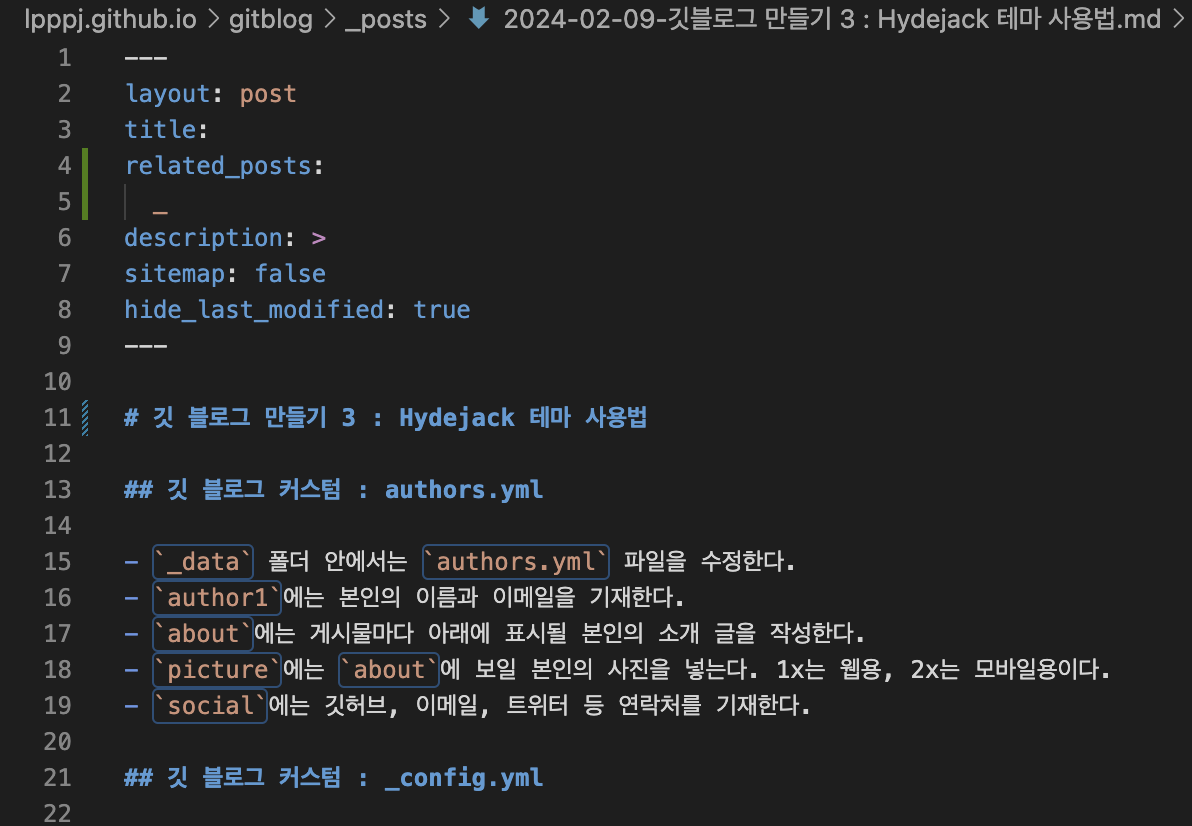 lpppj.github.io > gitblog > _posts > 2024-02-09-깃블로그 만들기 3 : Hydejack 테마 사용법.md >
1 ---
2 layout: post
3 title:
4 related_posts:
5 _
6 description: >
7 sitemap: false
8 hide_last_modified: true
9 ---
10
11 # 깃 블로그 만들기 3 : Hydejack 테마 사용법
12
13 ## 깃 블로그 커스텀 : authors.yml
14
15 - `_data` 폴더 안에서는 `authors.yml` 파일을 수정한다.
16 - `author1`에는 본인의 이름과 이메일을 기재한다.
17 - `about`에는 게시물마다 아래에 표시될 본인의 소개 글을 작성한다.
18 - `picture`에는 `about`에 보일 본인의 사진을 넣는다. 1x는 웹용, 2x는 모바일용이다.
19 - `social`에는 깃허브, 이메일, 트위터 등 연락처를 기재한다.
20
21 ## 깃 블로그 커스텀 : _config.yml
22